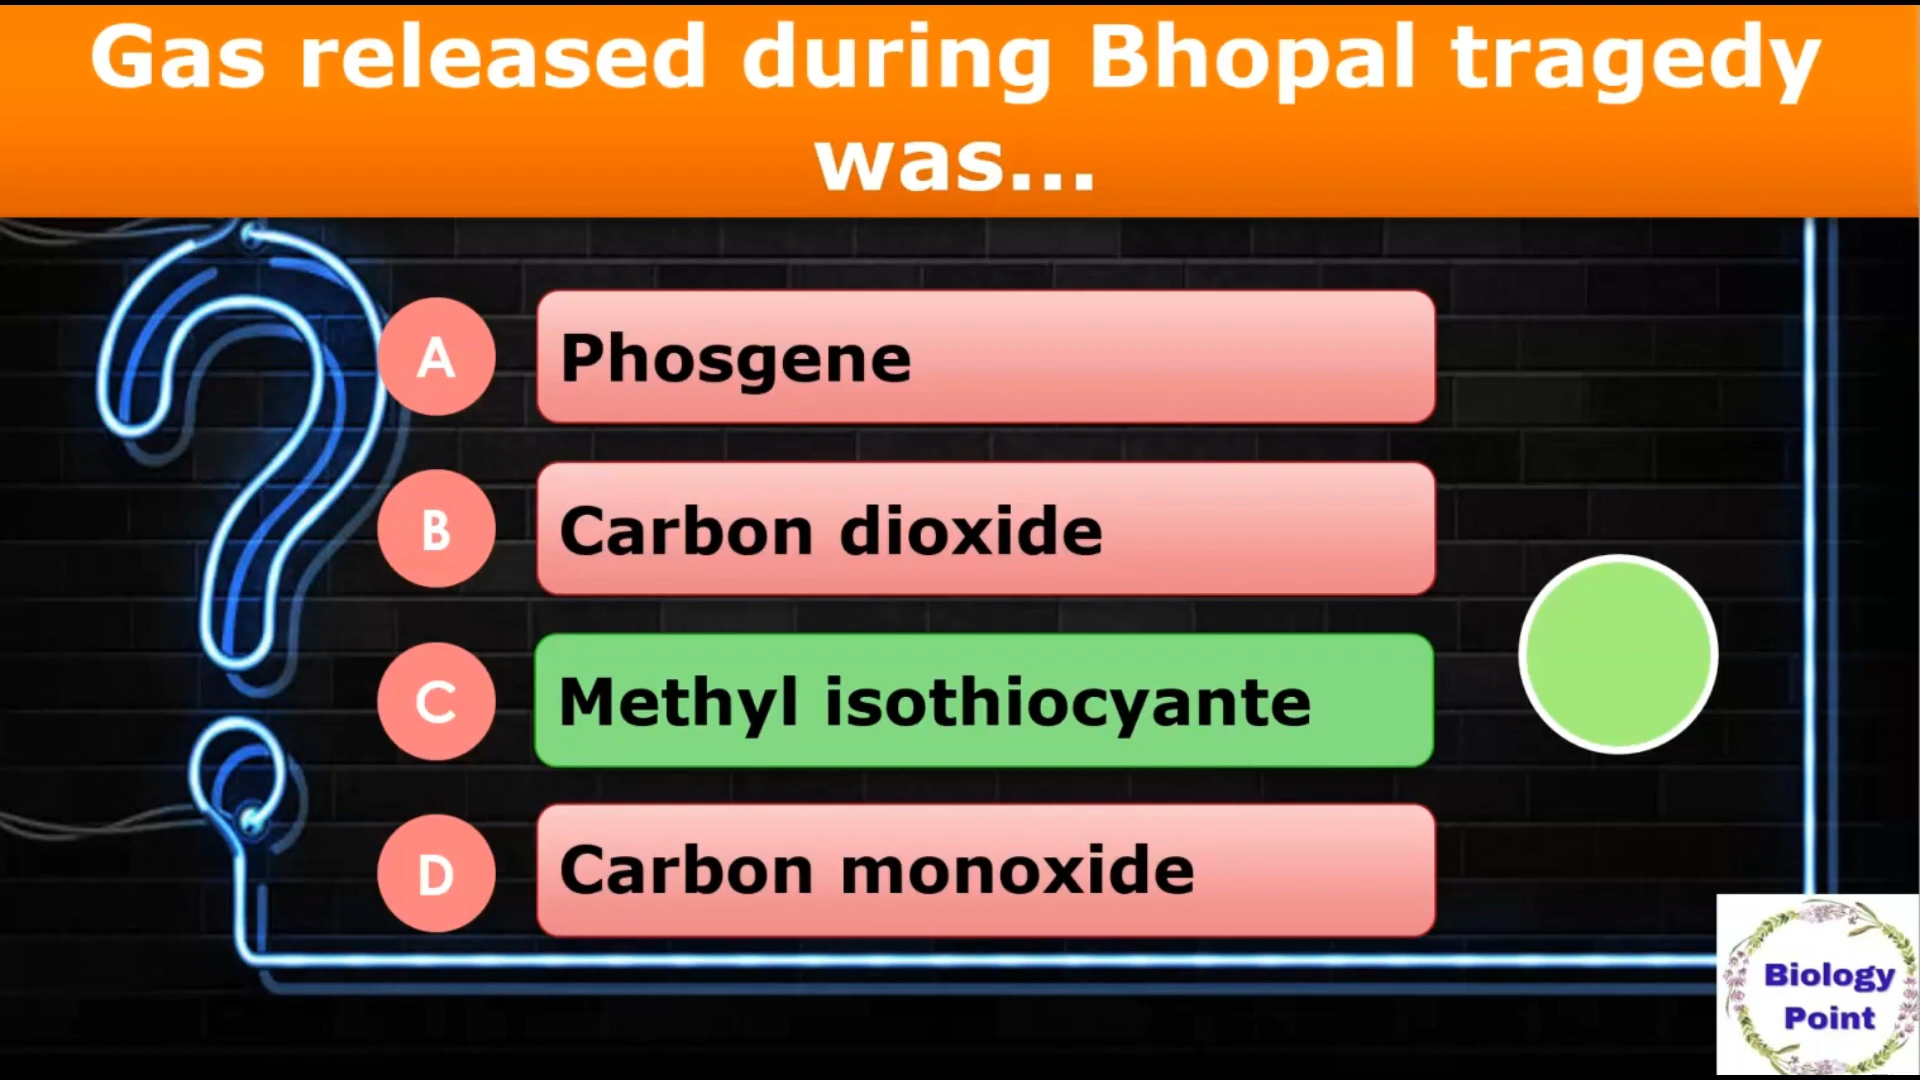 Gas released during Bhopal tragedy
was...
A
Phosgene
B
Carbon dioxide
C
Methyl isothiocyante
D
Carbon monoxide
Biology
Point